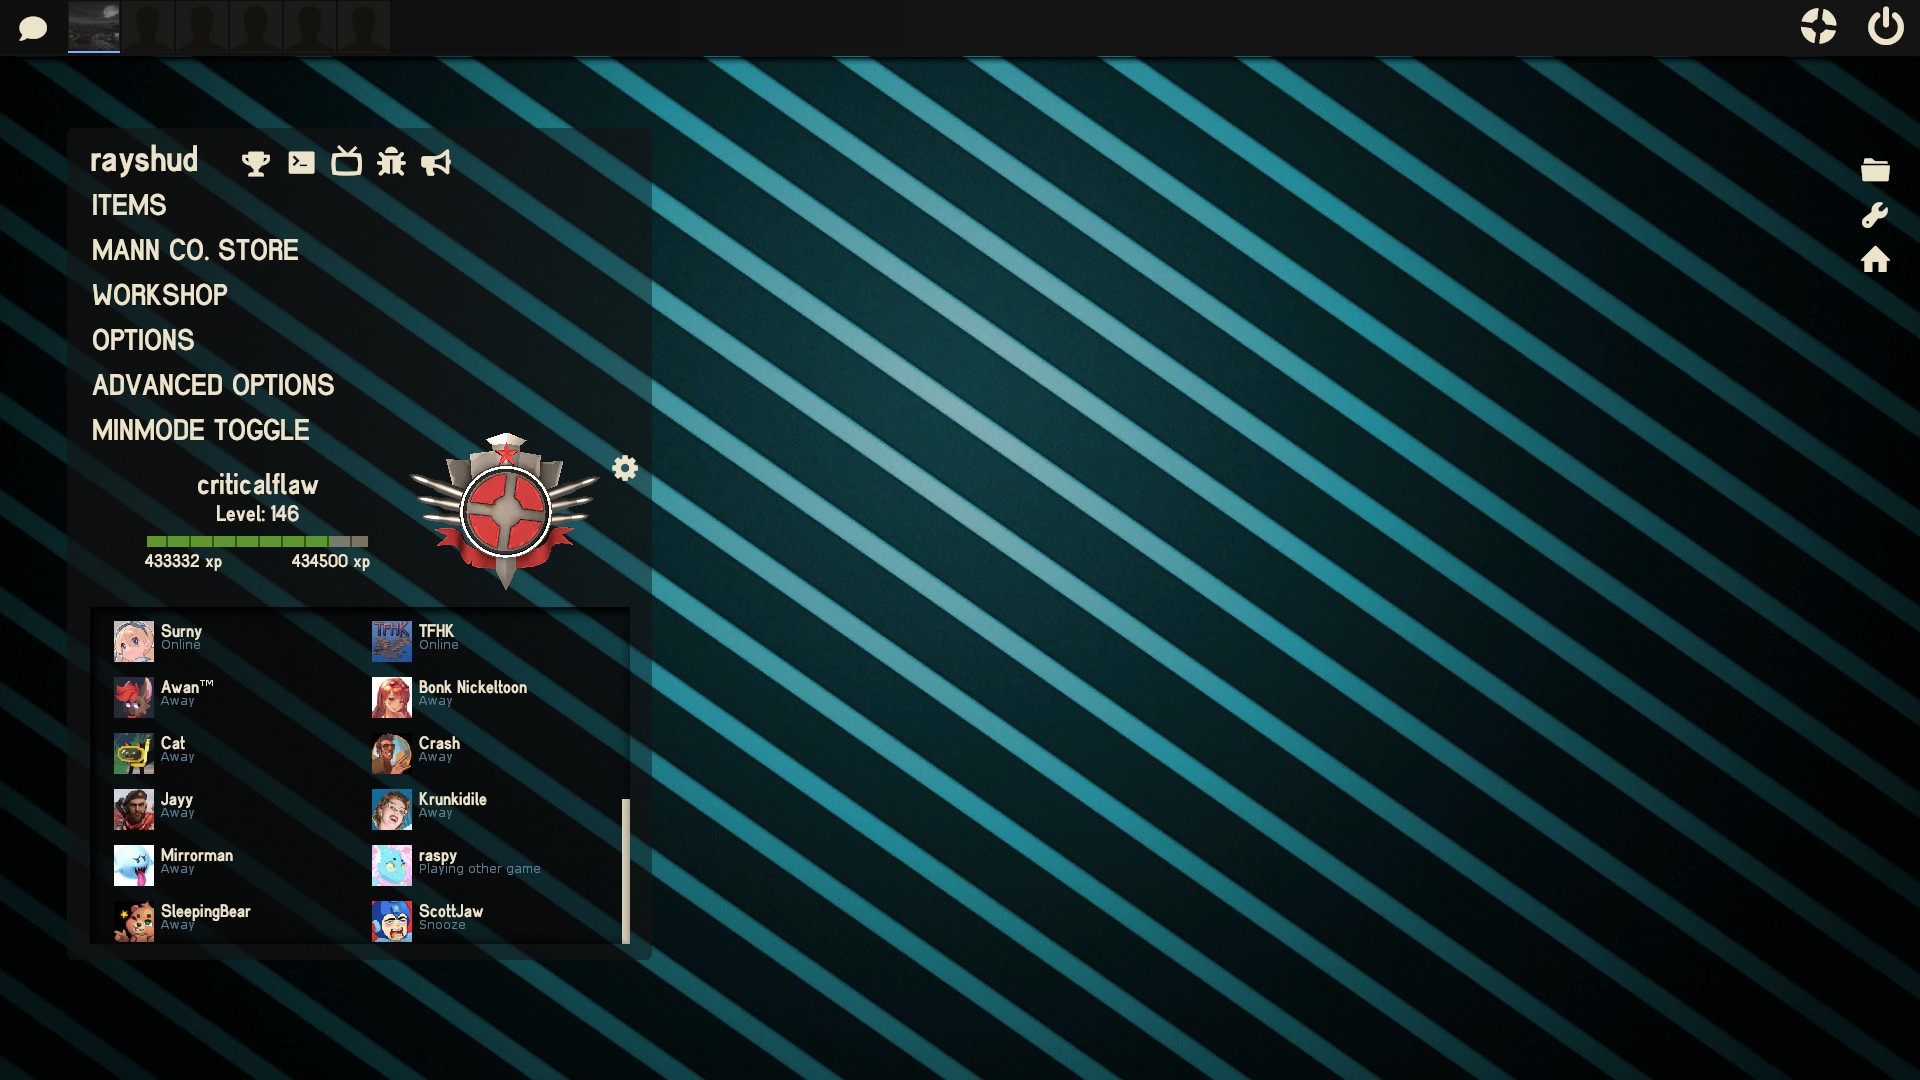 rayshud
ITEMS
MANN CO. STORE
WORKSHOP
OPTIONS
ADVANCED OPTIONS
MINMODE TOGGLE
criticalflaw
Level: 146
433332 xp 434500 xp
Surny
Online
TFHK
TFHK
Online
Awan™
Away
Bonk Nickeltoon
Away
Cat
Away
Crash
Away
Jayy
Away
Krunkidile
Away
Mirrorman
Away
raspy
Playing other game
SleepingBear
Away
ScottJaw
Snooze